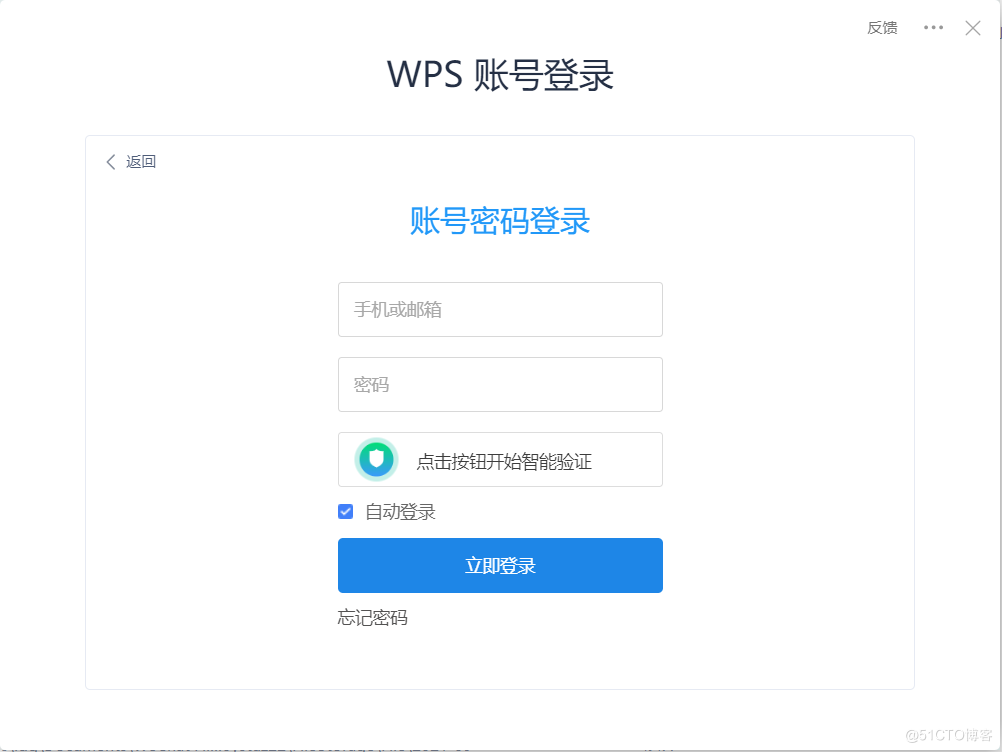 反馈
WPS 账号登录
返回
账号密码登录
手机或邮箱
密码
点击按钮开始智能验证
自动登录
立即登录
忘记密码
@51CTO博客